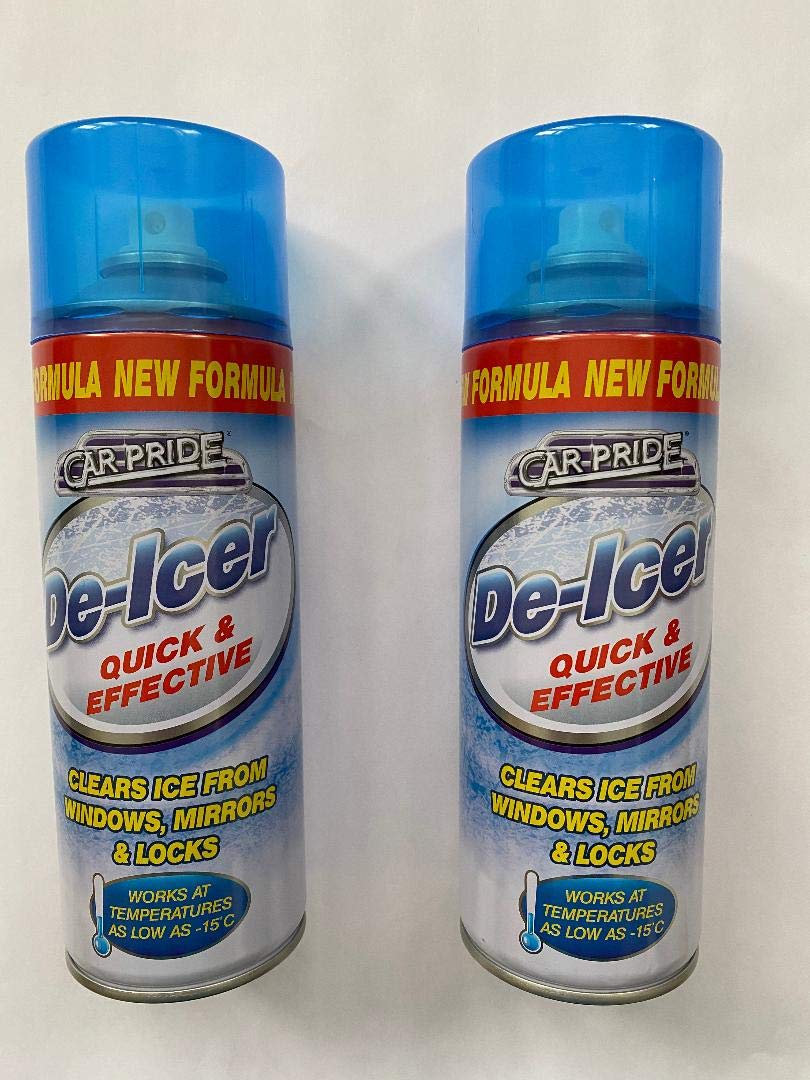 FORMULA NEW FORMULA
CAR-PRIDE®
De-Icer
QUICK &
EFFECTIVE
CLEARS ICE FROM
WINDOWS, MIRRORS
& LOCKS
WORKS AT
TEMPERATURES
AS LOW AS -15°C
FORMULA NEW FORMU
CAR-PRIDE®
De-Icer
QUICK &
EFFECTIVE
CLEARS ICE FROM
WINDOWS, MIRRORS
& LOCKS
WORKS AT
TEMPERATURES
AS LOW AS -15°C